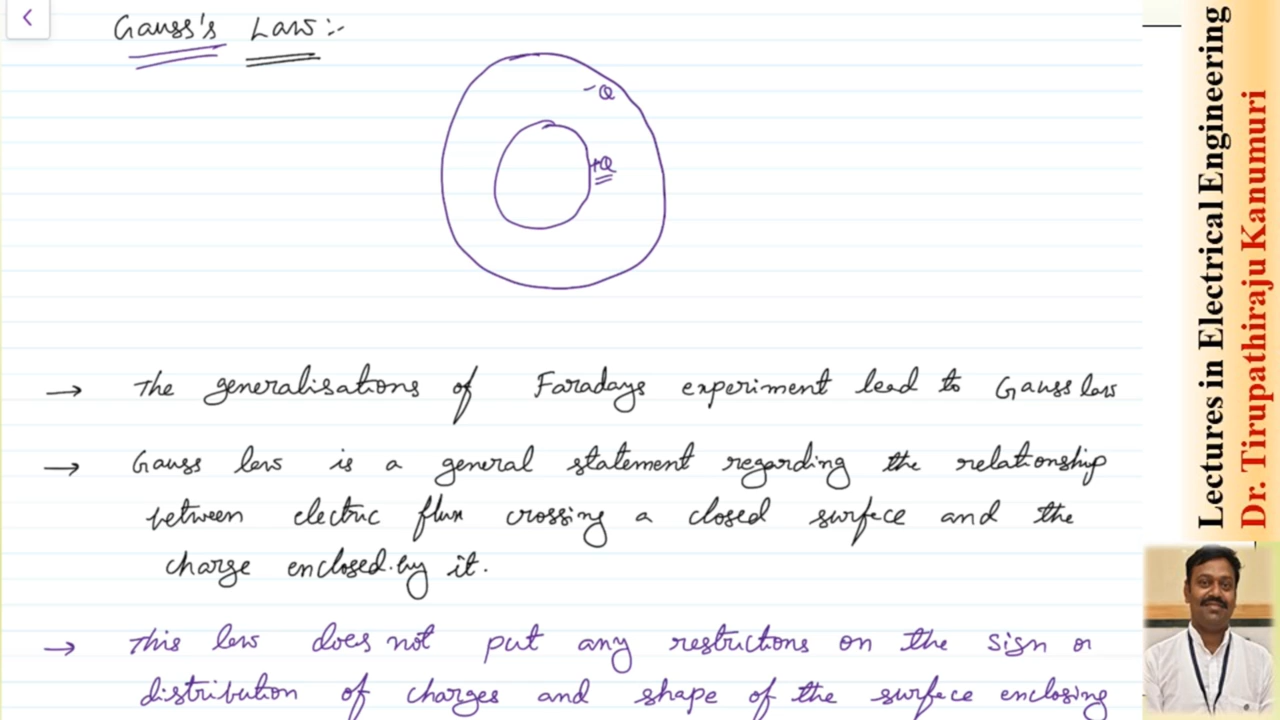 Gauss's Law:-
-Q
+Q
→ The generalisations of Faradays experiment lead to Gauss law
→ Gauss law is a general statement regarding the relationship
between electric flux crossing a closed surface and the
charge enclosed by it.
→ This law does not put any restrictions on the sign or
distribution of charges and shape of the surface enclosing
Lectures in Electrical Engineering
Dr. Tirupathiraju Kanumuri